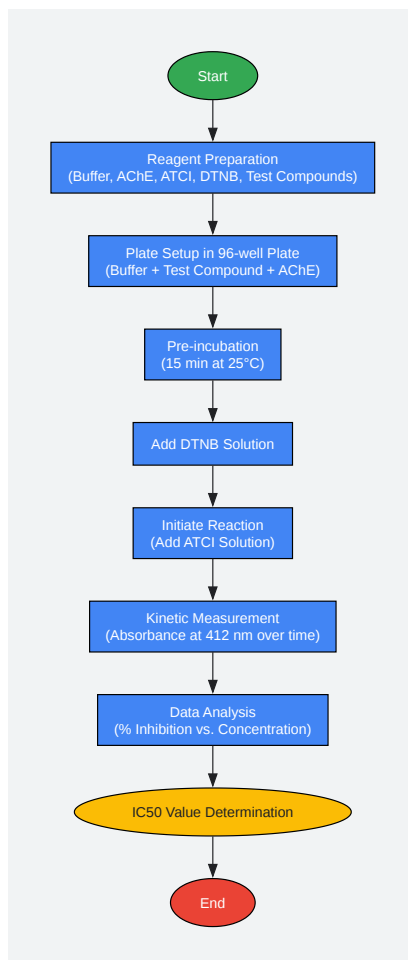 Start
Reagent Preparation
(Buffer, AChE, ATCI, DTNB, Test Compounds)
Plate Setup in 96-well Plate
(Buffer + Test Compound + AChE)
Pre-incubation
(15 min at 25°C)
Add DTNB Solution
Initiate Reaction
(Add ATCI Solution)
Kinetic Measurement
(Absorbance at 412 nm over time)
Data Analysis
(% Inhibition vs. Concentration)
IC50 Value Determination
End